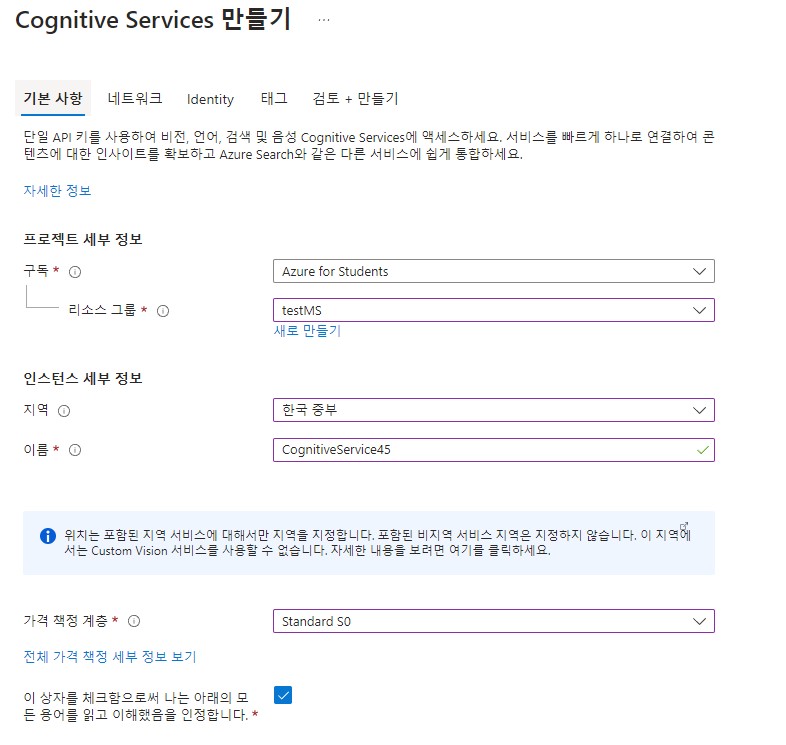 Cognitive Services 만들기 ...
기본 사항 네트워크 Identity 태그 검토 + 만들기
단일 API 키를 사용하여 비전, 언어, 검색 및 음성 Cognitive Services에 액세스하세요. 서비스를 빠르게 하나로 연결하여 콘
텐츠에 대한 인사이트를 확보하고 Azure Search와 같은 다른 서비스에 쉽게 통합하세요.
자세한 정보
프로젝트 세부 정보
구독 * Azure for Students
리소스 그룹 * testMS
새로 만들기
인스턴스 세부 정보
지역 한국 중부
이름 * CognitiveService45
위치는 포함된 지역 서비스에 대해서만 지역을 지정합니다. 포함된 비지역 서비스 지역은 지정하지 않습니다. 이 지역에
서는 Custom Vision 서비스를 사용할 수 없습니다. 자세한 내용을 보려면 여기를 클릭하세요.
가격 책정 계층 * Standard S0
전체 가격 책정 세부 정보 보기
이 상자를 체크함으로써 나는 아래의 모
든 용어를 읽고 이해했음을 인정합니다. *